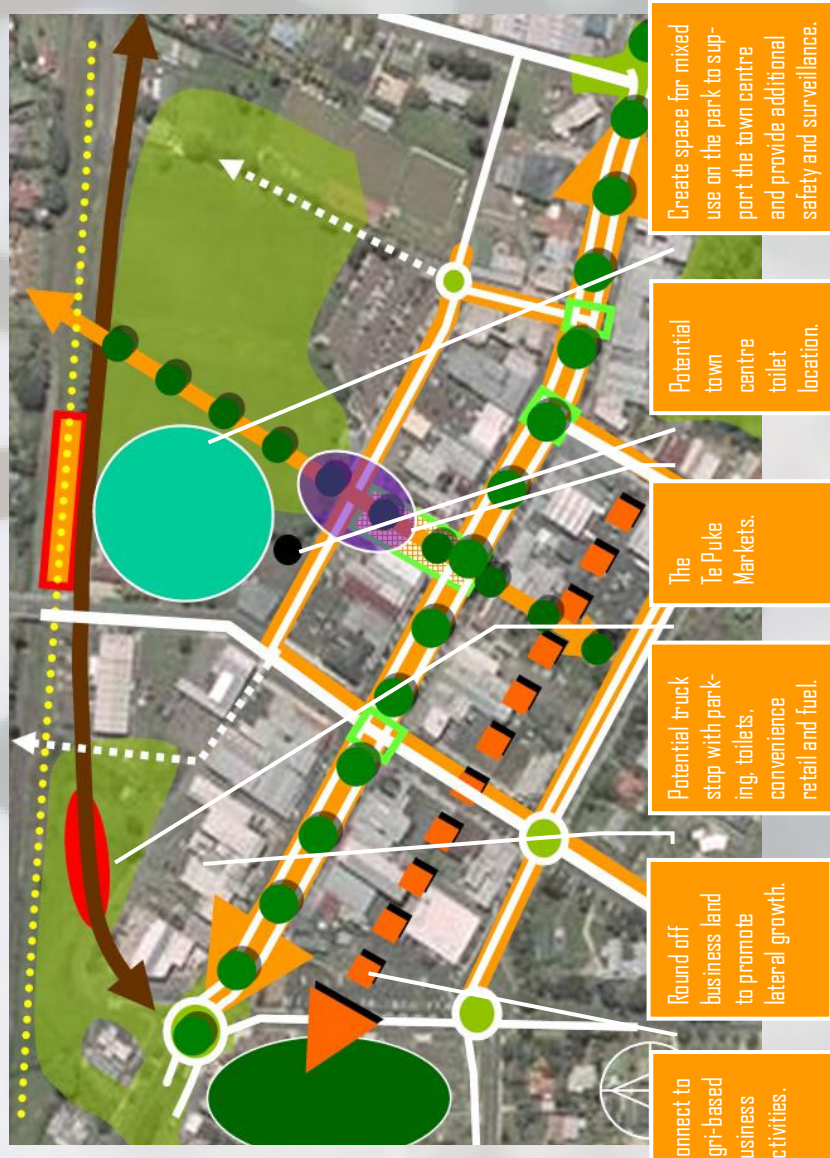 onnect to
gri-based
usiness
ctivities.
Round off
business land
to promote
lateral growth.
Potential truck
stop with park-
ing, toilets,
convenience
retail and fuel.
The
Te Puke
Markets.
Potential
town
centre
toilet
location.
Create space for mixed
use on the park to sup-
port the town centre
and provide additional
safety and surveillance.